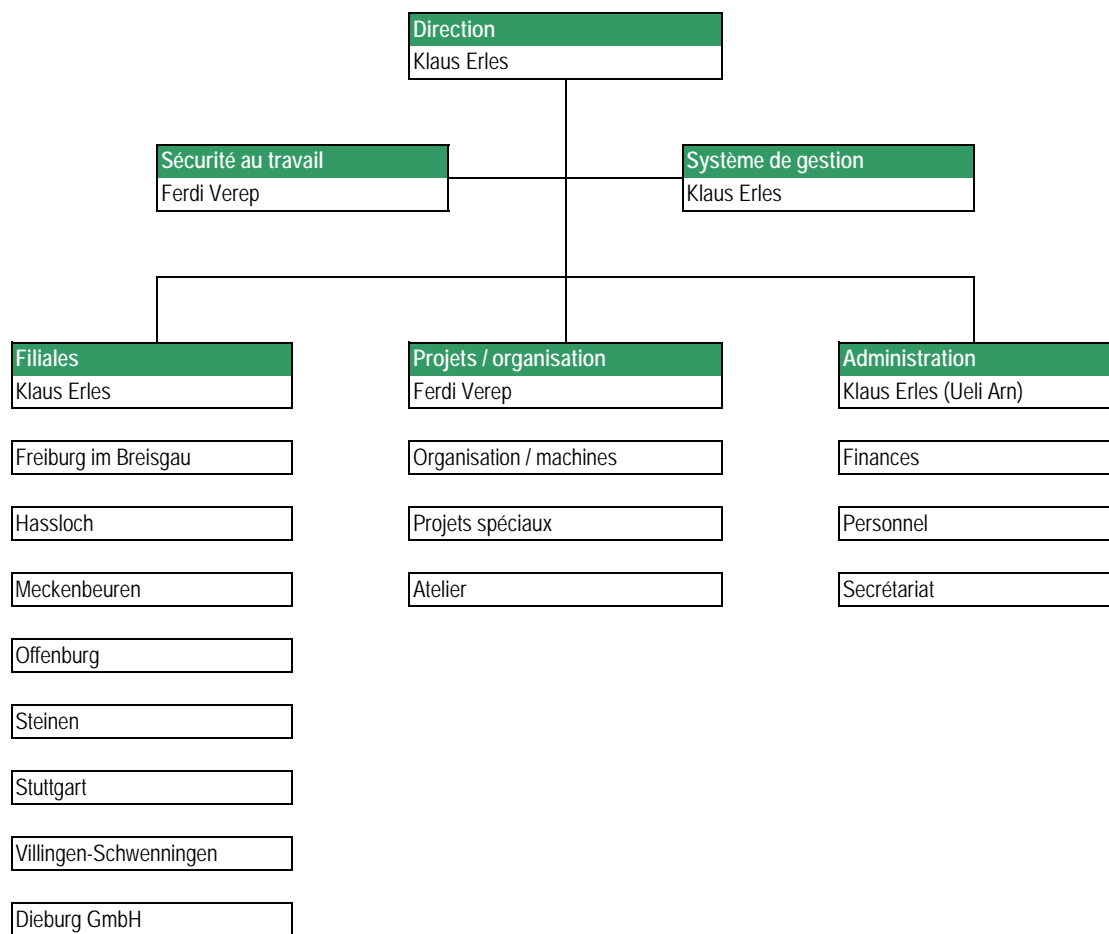 Direction
Klaus Erles
Sécurité au travail
Ferdi Verep
Système de gestion
Klaus Erles
Filiales
Klaus Erles
Freiburg im Breisgau
Hassloch
Meckenbeuren
Offenburg
Steinen
Stuttgart
Villingen-Schwenningen
Dieburg GmbH
Projets / organisation
Ferdi Verep
Organisation / machines
Projets spéciaux
Atelier
Administration
Klaus Erles (Ueli Arn)
Finances
Personnel
Secrétariat